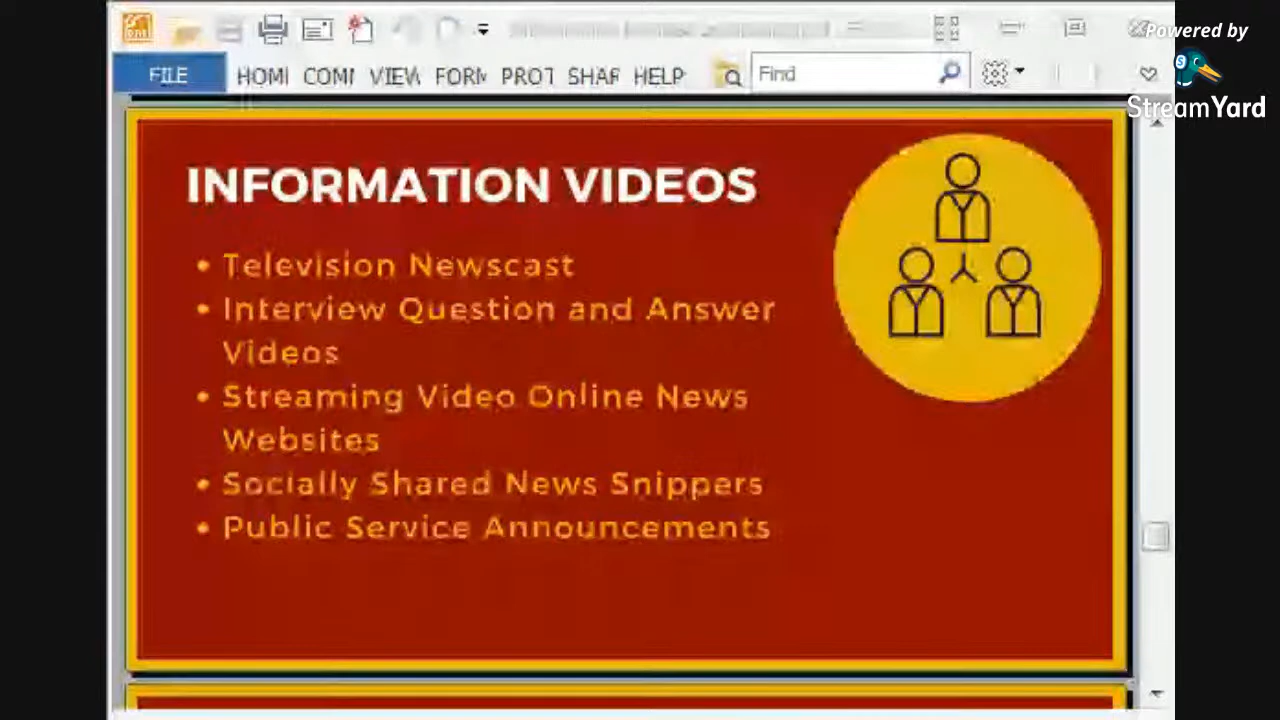 Powered by
StreamYard
FILE HOMI COMI VIEW FORM PROT SHAF HELP Find
INFORMATION VIDEOS
• Television Newscast
• Interview Question and Answer
Videos
• Streaming Video Online News
Websites
• Socially Shared News Snippers
• Public Service Announcements